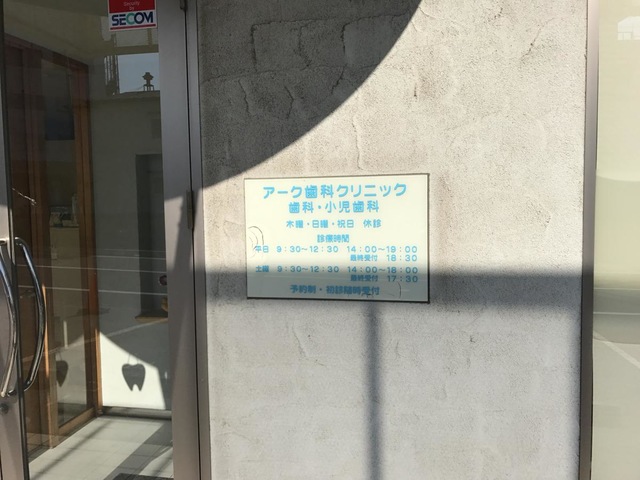 SECOM
アーク歯科クリニック
歯科・小児歯科
木曜・日曜・祝日 休診
診療時間
平日 9:30~12:30 14:00~19:00
最終受付 18:30
土曜 9:30~12:30 14:00~18:00
最終受付 17:30
予約制・相談随時受付